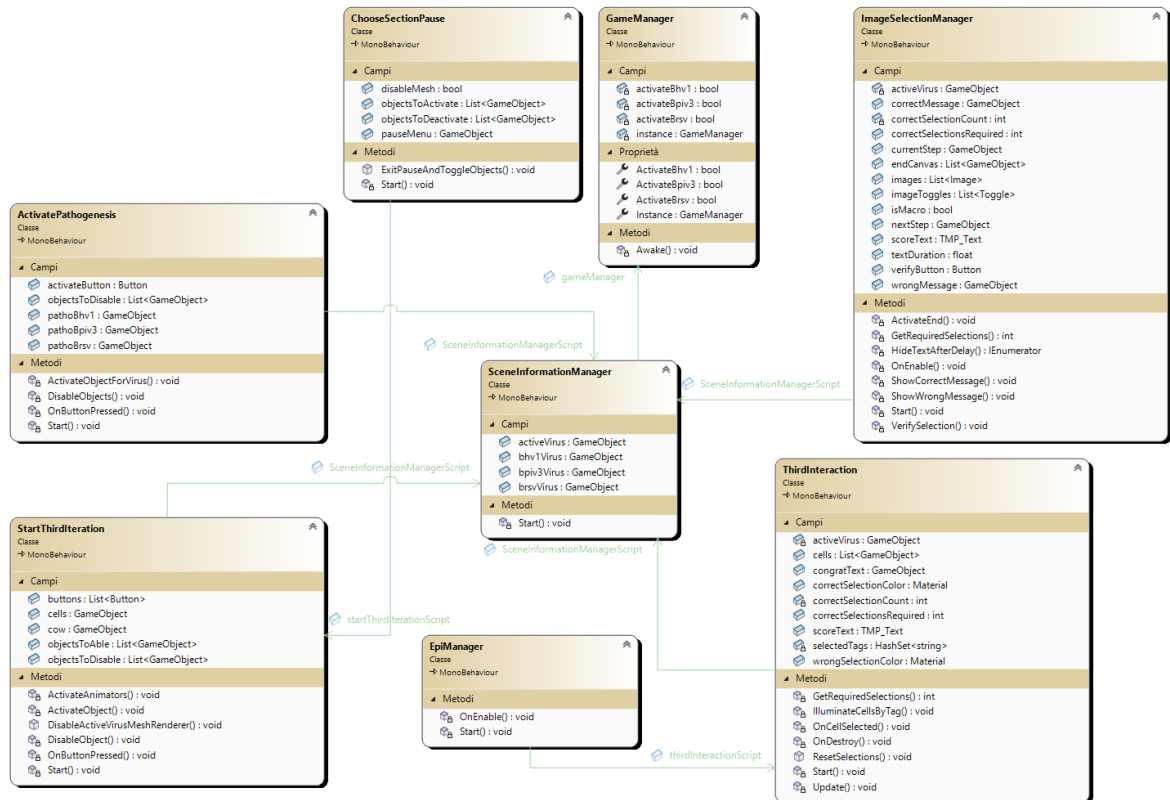 ChooseSectionPause
Classe
MonoBehaviour
Campi
disableMesh : bool
objectsToActivate : List<GameObject>
objectsToDeactivate : List<GameObject>
pauseMenu : GameObject
Metodi
ExitPauseAndToggleObjects() : void
Start() : void
GameManager
Classe
MonoBehaviour
Campi
activateBhv1 : bool
activateBpiv3 : bool
activateBrsv : bool
instance : GameManager
Proprietà
ActivateBhv1 : bool
ActivateBpiv3 : bool
ActivateBrsv : bool
Instance : GameManager
Metodi
Awake() : void
ImageSelectionManager
Classe
MonoBehaviour
Campi
activeVirus : GameObject
correctMessage : GameObject
correctSelectionCount : int
correctSelectionsRequired : int
currentStep : GameObject
endCanvas : List<GameObject>
images : List<Image>
imageToggles : List<Toggle>
isMacro : bool
nextStep : GameObject
scoreText : TMP_Text
textDuration : float
verifyButton : Button
wrongMessage : GameObject
Metodi
ActivateEnd() : void
GetRequiredSelections() : int
HideTextAfterDelay() : IEnumerator
OnEnable() : void
ShowCorrectMessage() : void
ShowWrongMessage() : void
Start() : void
VerifySelection() : void
ActivatePathogenesis
Classe
MonoBehaviour
Campi
activateButton : Button
objectsToDisable : List<GameObject>
pathoBhv1 : GameObject
pathoBpiv3 : GameObject
pathoBrsv : GameObject
Metodi
ActivateObjectForVirus() : void
DisableObjects() : void
OnButtonPressed() : void
Start() : void
gameManager
SceneInformationManagerScript
SceneInformationManager
Classe
MonoBehaviour
Campi
activeVirus : GameObject
bhv1Virus : GameObject
bpiv3Virus : GameObject
brsvVirus : GameObject
Metodi
Start() : void
SceneInformationManagerScript
SceneInformationManagerScript
SceneInformationManagerScript
StartThirdIteration
Classe
MonoBehaviour
Campi
buttons : List<Button>
cells : GameObject
cow : GameObject
objectsToAble : List<GameObject>
objectsToDisable : List<GameObject>
Metodi
ActivateAnimators() : void
ActivateObject() : void
DisableActiveVirusMeshRenderer() : void
DisableObject() : void
OnButtonPressed() : void
Start() : void
startThirdIterationScript
EpiManager
Classe
MonoBehaviour
Metodi
OnEnable() : void
Start() : void
thirdInteractionScript
ThirdInteraction
Classe
MonoBehaviour
Campi
activeVirus : GameObject
cells : List<GameObject>
congratText : GameObject
correctSelectionColor : Material
correctSelectionCount : int
correctSelectionsRequired : int
scoreText : TMP_Text
selectedTags : HashSet<string>
wrongSelectionColor : Material
Metodi
GetRequiredSelections() : int
IlluminateCellsByTag() : void
OnCellSelected() : void
OnDestroy() : void
ResetSelections() : void
Start() : void
Update() : void